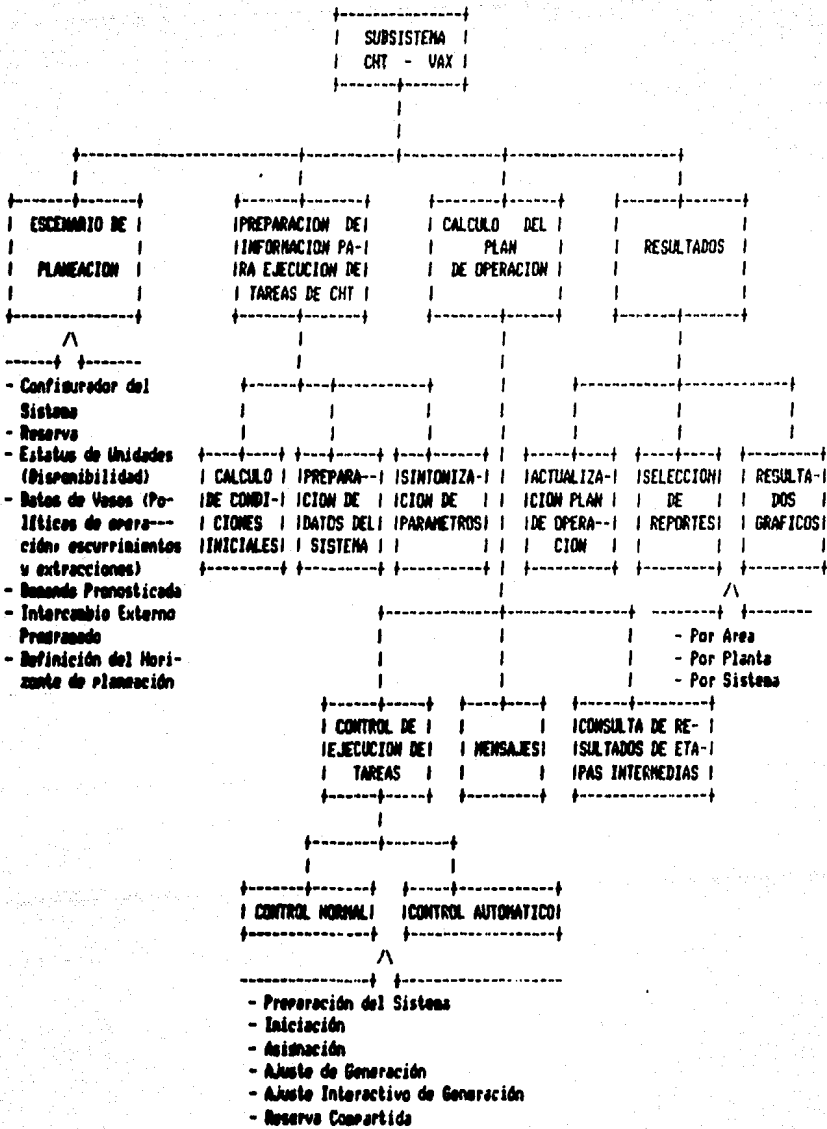 SUBSISTEMA
CHT - VAX
ESCENARIO DE
PLANEACION
PREPARACION DE
INFORMACION PA-
RA EJECUCION DE
TAREAS DE CHT
CALCULO DEL
PLAN
DE OPERACION
RESULTADOS
- Configurador del
Sistema
- Reserva
- Estatus de Unidades
(Disponibilidad)
- Datos de Vasos (Po-
líticas de opera---
ción, escurrimientos
y extracciones)
- Demanda Pronosticada
- Intercambio Externo
Programado
- Definición del Hori-
zonte de planeación
CALCULO
DE CONDI-
CIONES
INICIALES
PREPARA--
CION DE
DATOS DEL
SISTEMA
SINTONIZA-
CION DE
PARAMETROS
ACTUALIZA-
CION PLAN
DE OPERA--
CION
SELECCION
DE
REPORTES
RESULTA-
DOS
GRAFICOS
- Por Area
- Por Planta
- Por Sistema
CONTROL DE
EJECUCION DE
TAREAS
MENSAJES
CONSULTA DE RE-
SULTADOS DE ETA-
PAS INTERMEDIAS
CONTROL NORMAL
CONTROL AUTOMATICO
- Preparación del Sistema
- Iniciación
- Asignación
- Ajuste de Generación
- Ajuste Interactivo de Generación
- Reserva Compartida